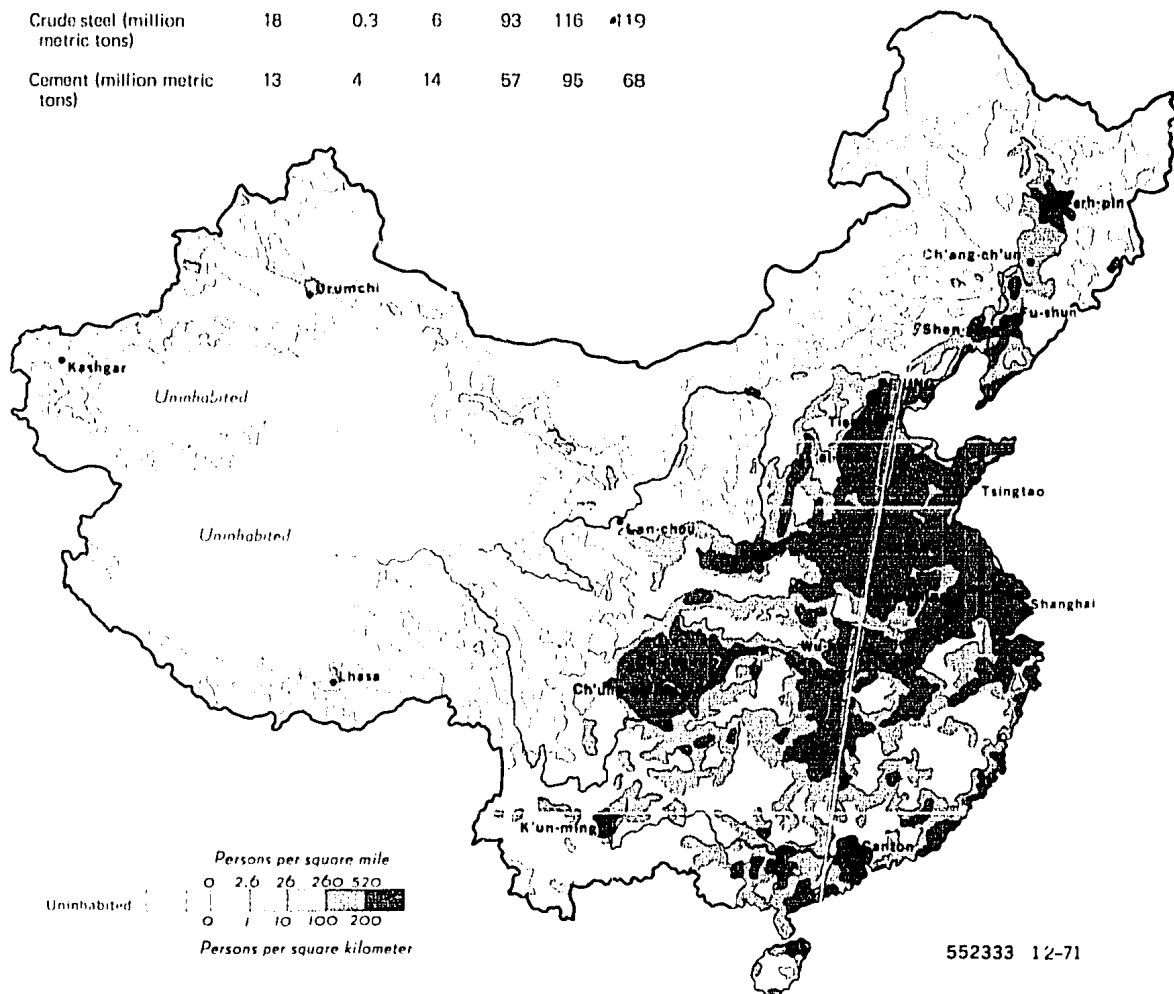 Crude steel (million 18 0.3 6 93 116 119
metric tons)
Cement (million metric 13 4 14 57 95 68
tons)
Ch'ang-ch'un
Urumchi
Fu-shun
Kashgar
Uninhabited
Tsingtao
Lan-chou
Uninhabited
Shanghai
Lhasa
K'un-ming
Canton
Persons per square mile
0 2.6 26 260 520
Uninhabited
0 1 10 100 200
Persons per square kilometer
552333 12-71